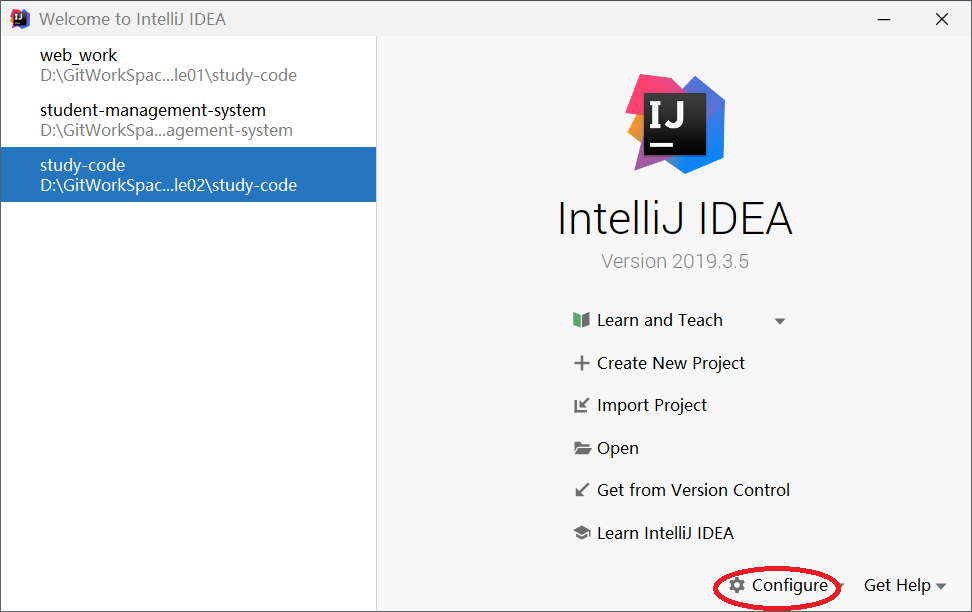 Welcome to IntelliJ IDEA
web_work
D:\GitWorkSpac...le01\study-code
student-management-system
D:\GitWorkSpa...agement-system
study-code
D:\GitWorkSpac...le02\study-code
IJ
IntelliJ IDEA
Version 2019.3.5
Learn and Teach
Create New Project
Import Project
Open
Get from Version Control
Learn IntelliJ IDEA
Configure
Get Help